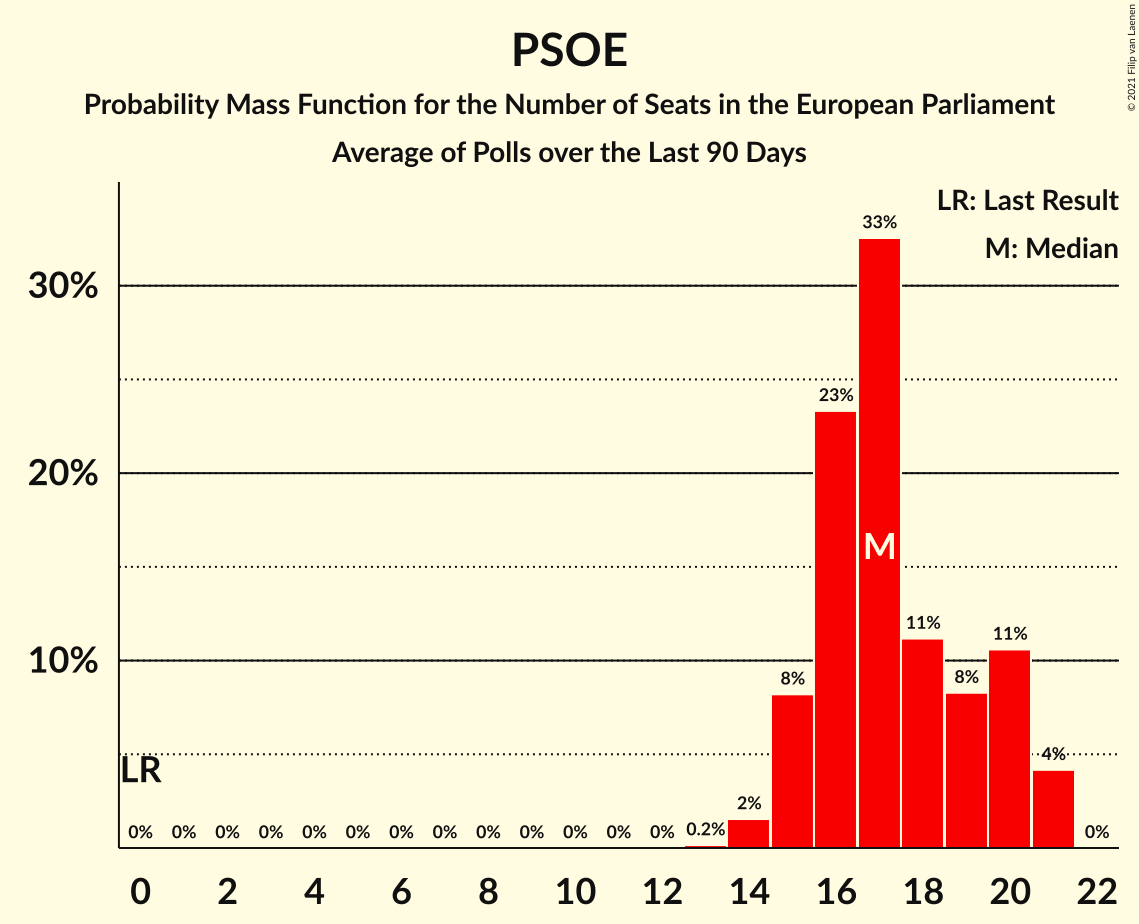 PSOE
Probability Mass Function for the Number of Seats in the European Parliament
Average of Polls over the Last 90 Days
© 2021 Filip van Laenen
LR: Last Result
M: Median
33%
30%
23%
20%
M
11%
11%
10%
8%
8%
4%
LR
2%
0% 0% 0% 0% 0% 0% 0% 0% 0% 0% 0% 0% 0% 0.2% 0%
0 2 4 6 8 10 12 14 16 18 20 22